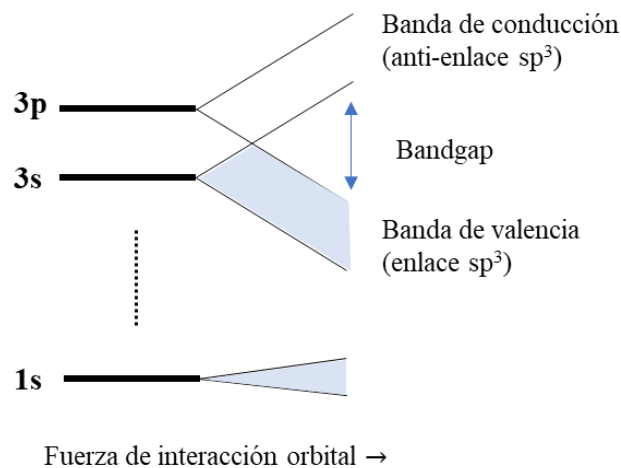 Banda de conducción
(anti-enlace sp³)
3p
Bandgap
3s
Banda de valencia
(enlace sp³)
1s
Fuerza de interacción orbital →